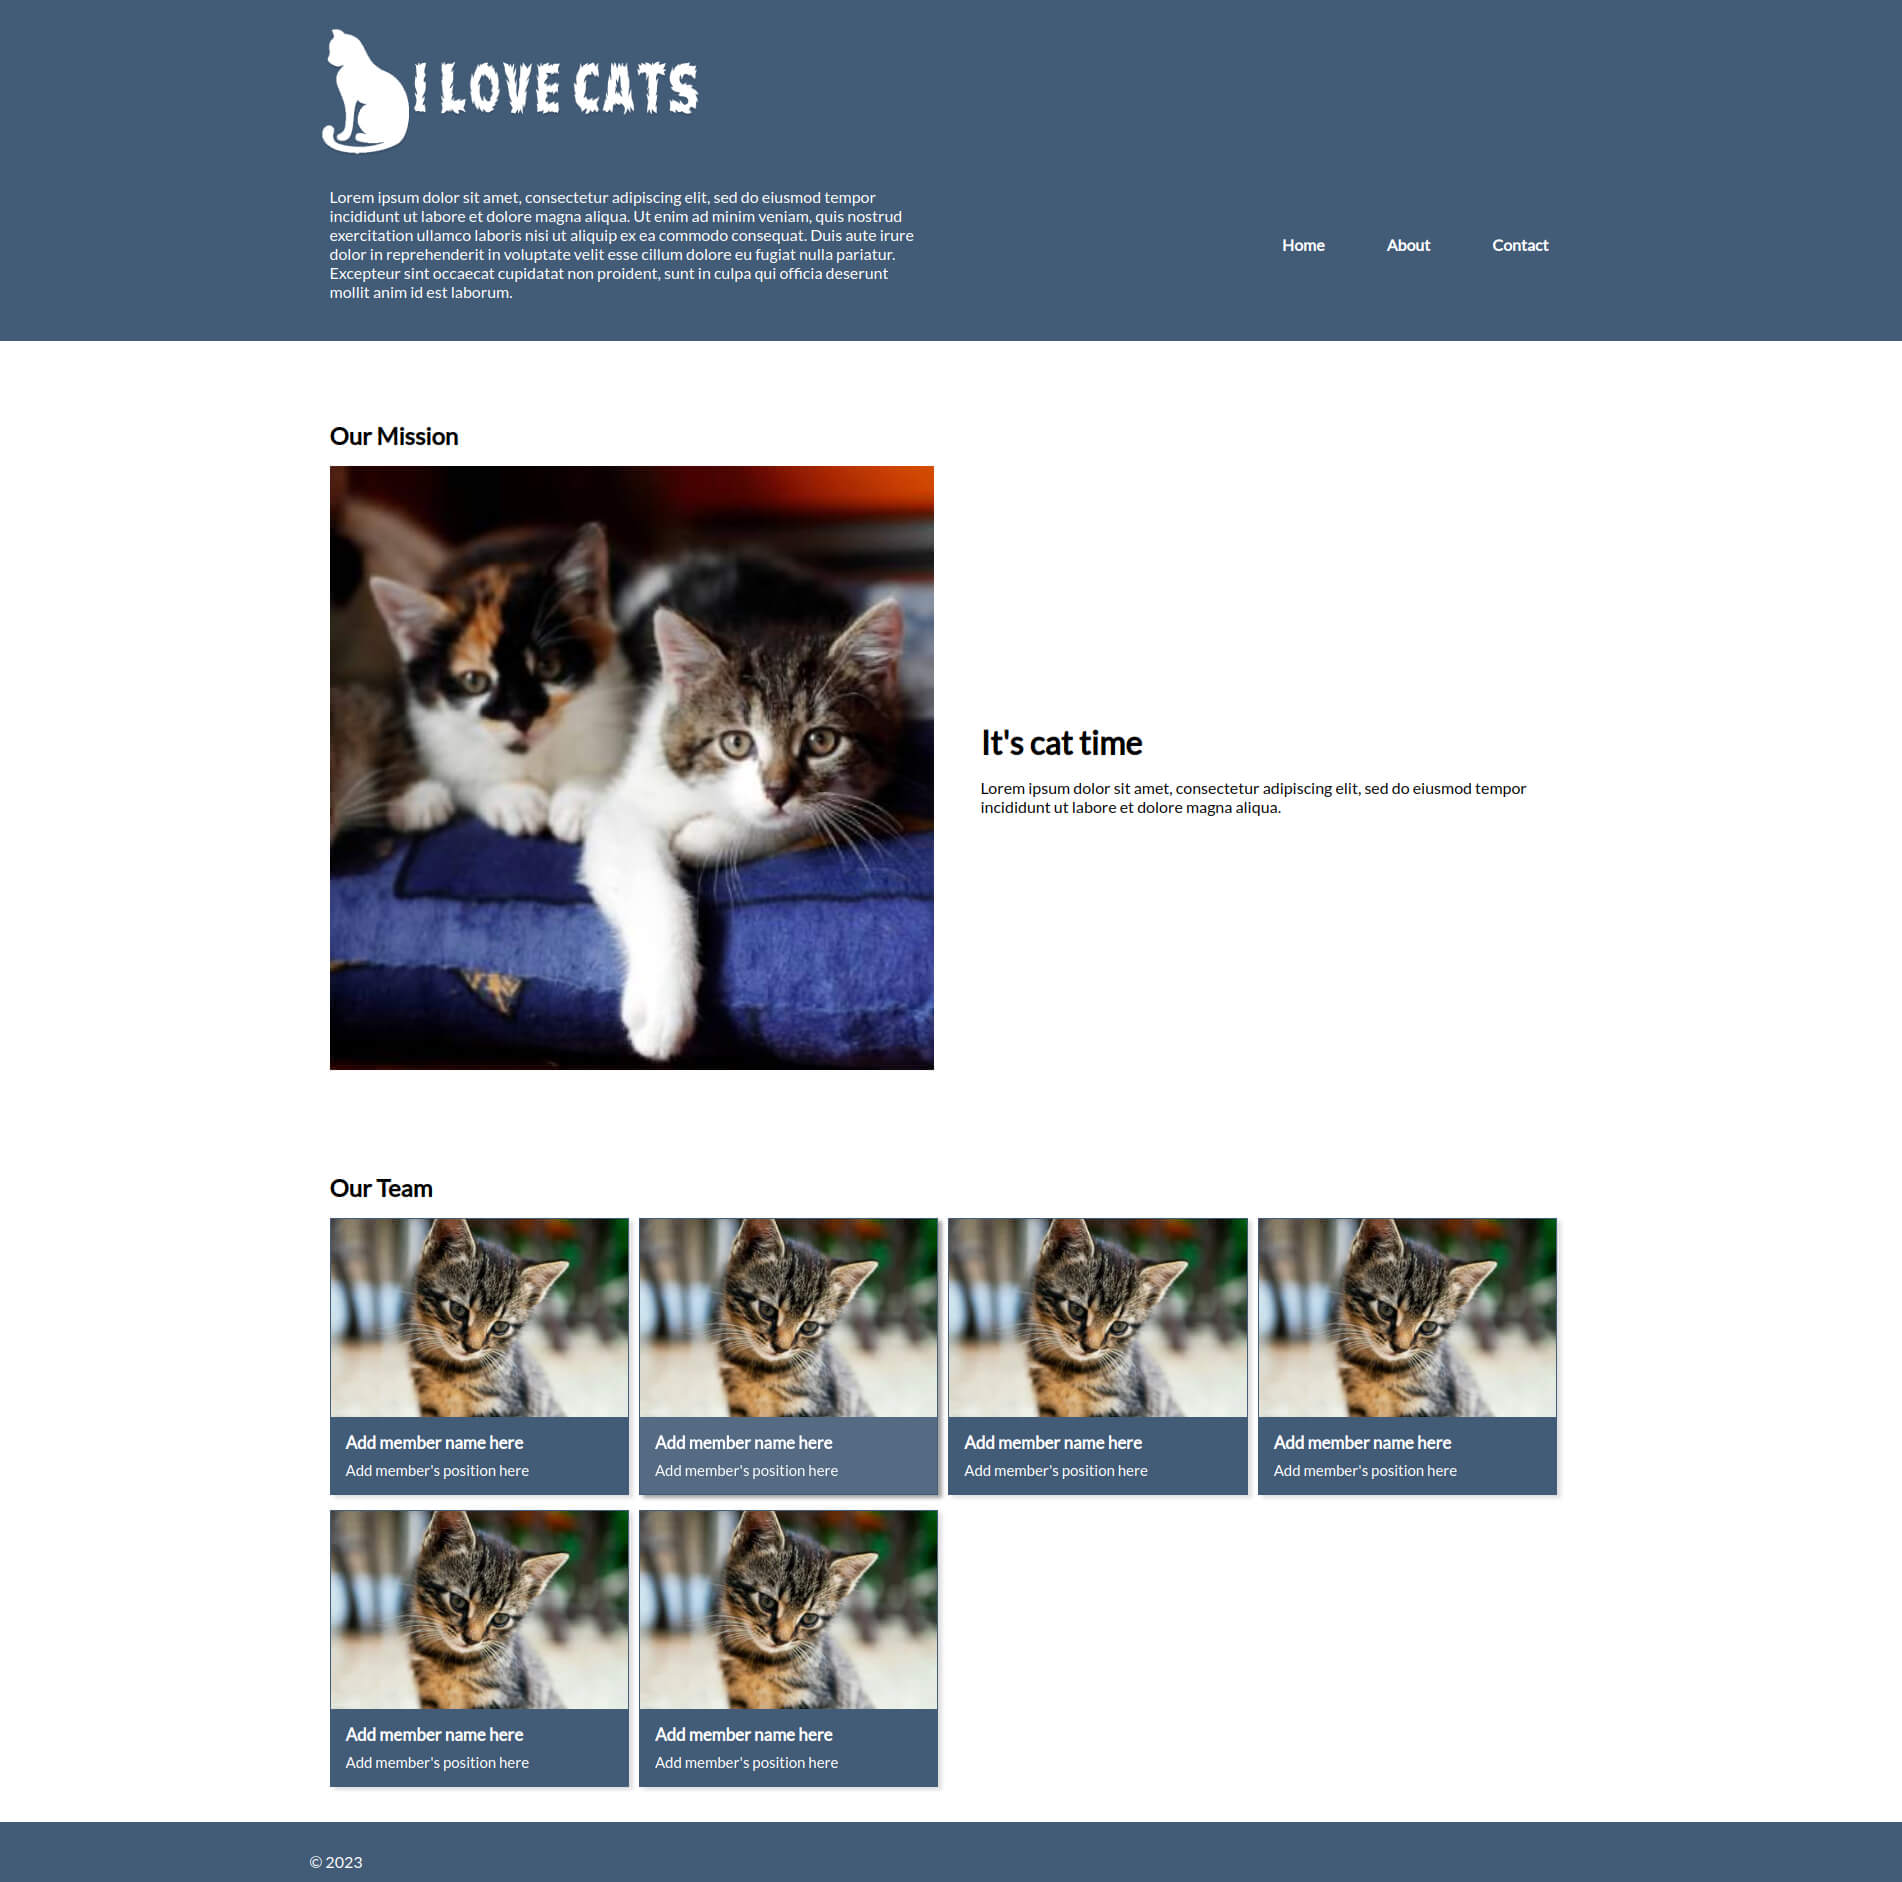 I LOVE CATS
Lorem ipsum dolor sit amet, consectetur adipiscing elit, sed do eiusmod tempor
incididunt ut labore et dolore magna aliqua. Ut enim ad minim veniam, quis nostrud
exercitation ullamco laboris nisi ut aliquip ex ea commodo consequat. Duis aute irure
dolor in reprehenderit in voluptate velit esse cillum dolore eu fugiat nulla pariatur.
Excepteur sint occaecat cupidatat non proident, sunt in culpa qui officia deserunt
mollit anim id est laborum.
Home About Contact
Our Mission
It's cat time
Lorem ipsum dolor sit amet, consectetur adipiscing elit, sed do eiusmod tempor
incididunt ut labore et dolore magna aliqua.
Our Team
Add member name here
Add member's position here
Add member name here
Add member's position here
Add member name here
Add member's position here
Add member name here
Add member's position here
Add member name here
Add member's position here
Add member name here
Add member's position here
© 2023